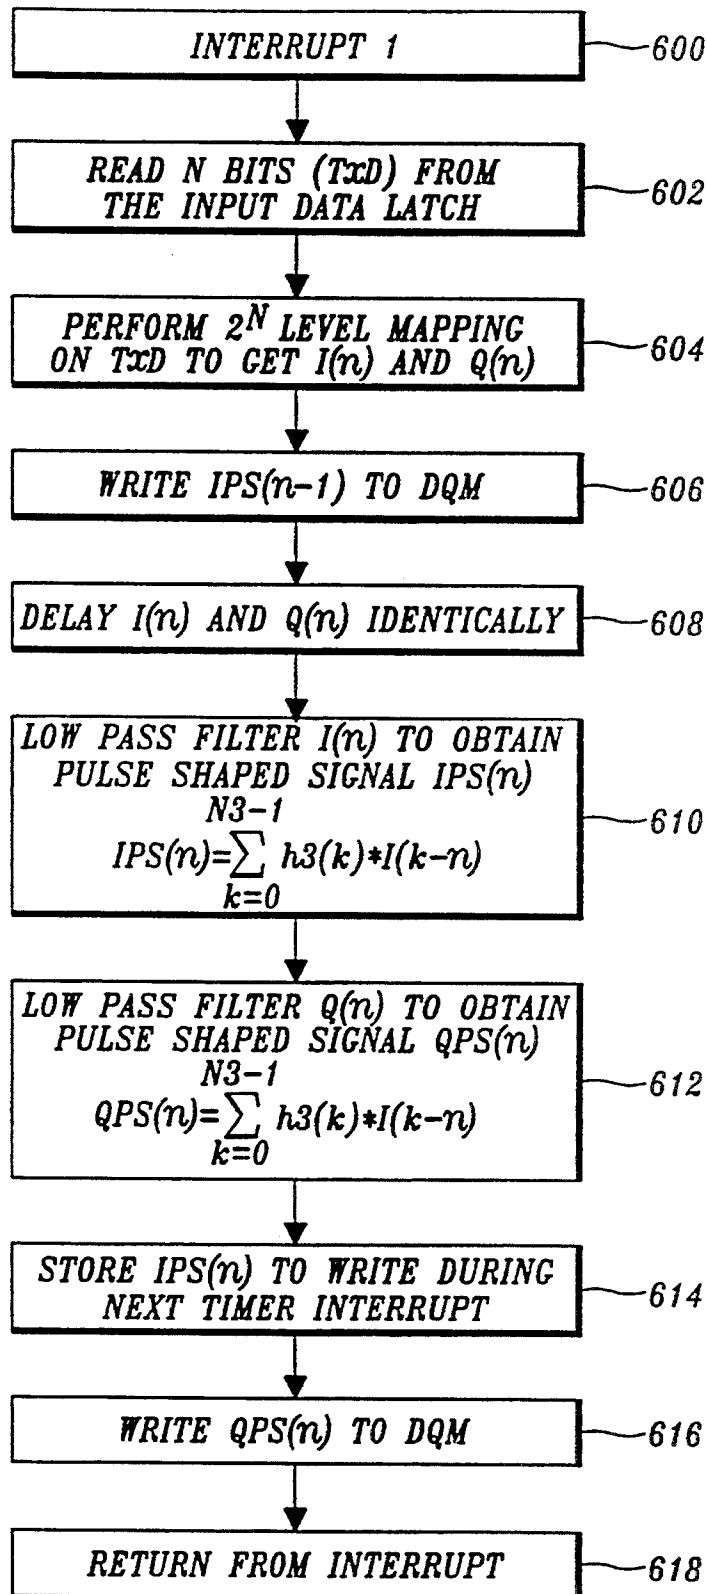 INTERRUPT 1
600
READ N BITS (TxD) FROM
THE INPUT DATA LATCH
602
PERFORM 2^N LEVEL MAPPING
ON TxD TO GET I(n) AND Q(n)
604
WRITE IPS(n-1) TO DQM
606
DELAY I(n) AND Q(n) IDENTICALLY
608
LOW PASS FILTER I(n) TO OBTAIN
PULSE SHAPED SIGNAL IPS(n)
N3-1
IPS(n)=∑ h3(k)*I(k-n)
k=0
610
LOW PASS FILTER Q(n) TO OBTAIN
PULSE SHAPED SIGNAL QPS(n)
N3-1
QPS(n)=∑ h3(k)*I(k-n)
k=0
612
STORE IPS(n) TO WRITE DURING
NEXT TIMER INTERRUPT
614
WRITE QPS(n) TO DQM
616
RETURN FROM INTERRUPT
618